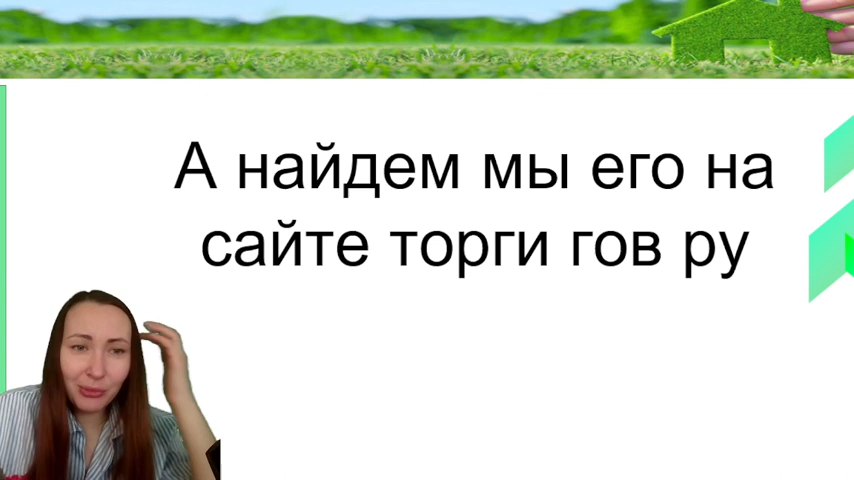 А найдем мы его на
сайте торги гов ру